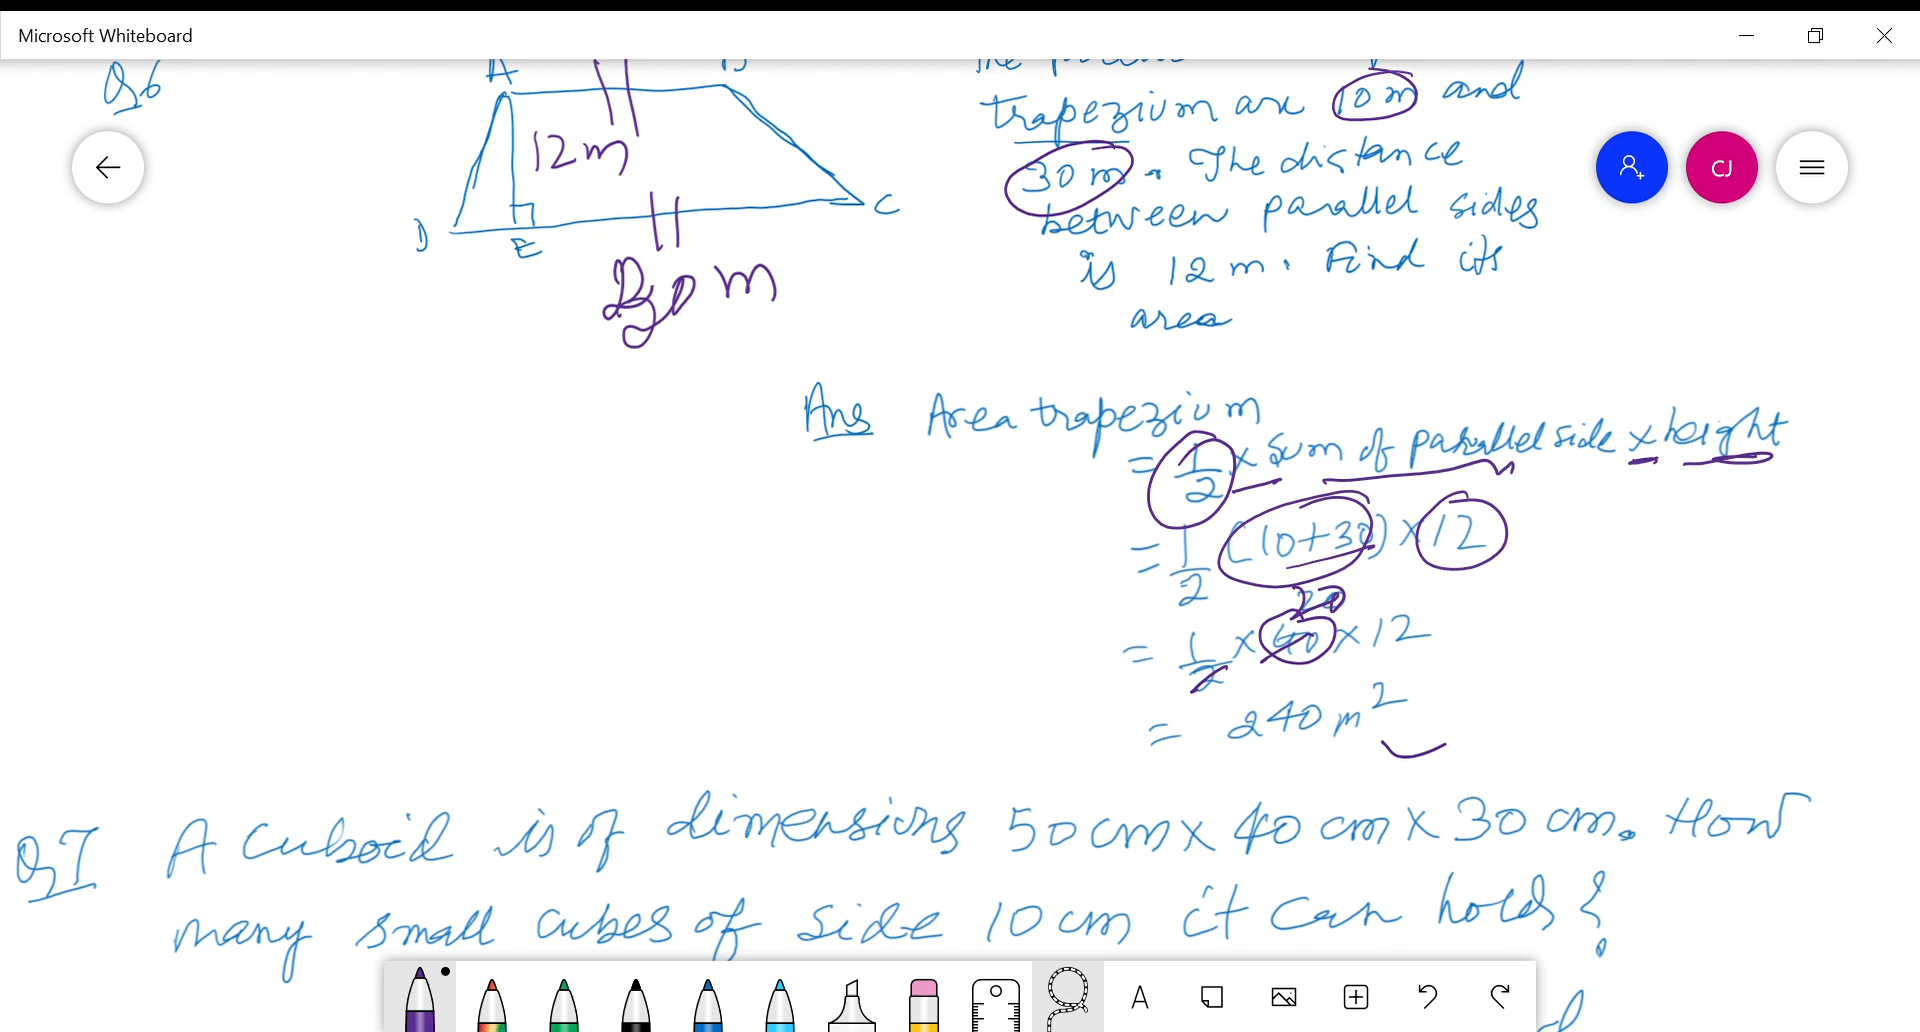 Microsoft Whiteboard
Q6
A
trapezium are 10 m and
12m
30 m. The distance
CJ
between parallel sides
D
E
C
is 12 m. Find its
30 m
area
Ans Area trapezium
= 1/2 × Sum of parallel side × height
= 1/2 (10+30) × 12
20
= 1/2 × 40 × 12
= 240 m²
Q7 A Cuboid is of dimensions 50 cm × 40 cm × 30 cm. How
many small cubes of side 10 cm it can hold?
A